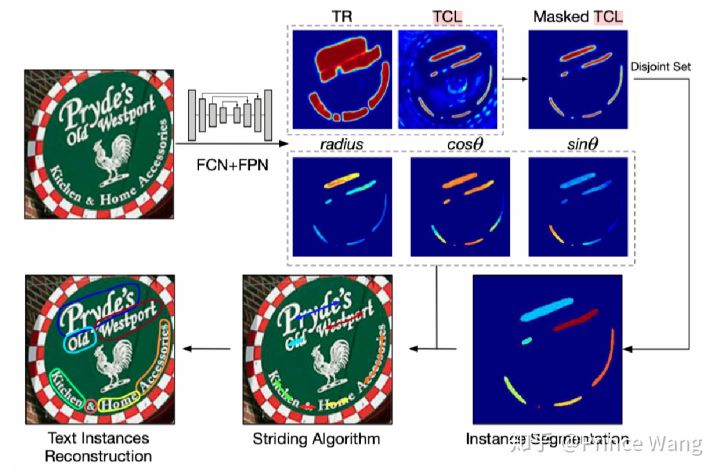 TR
TCL
Masked TCL
Disjoint Set
Pryde's
Old Westport
Kitchen & Home Accessories
FCN+FPN
radius
cosθ
sinθ
Pryde's
Old Westport
Kitchen & Home Accessories
Pryde's
Old Westport
Kitchen & Home Accessories
Text Instances
Reconstruction
Striding Algorithm
Instance Segmentation
知乎 @Prince Wang